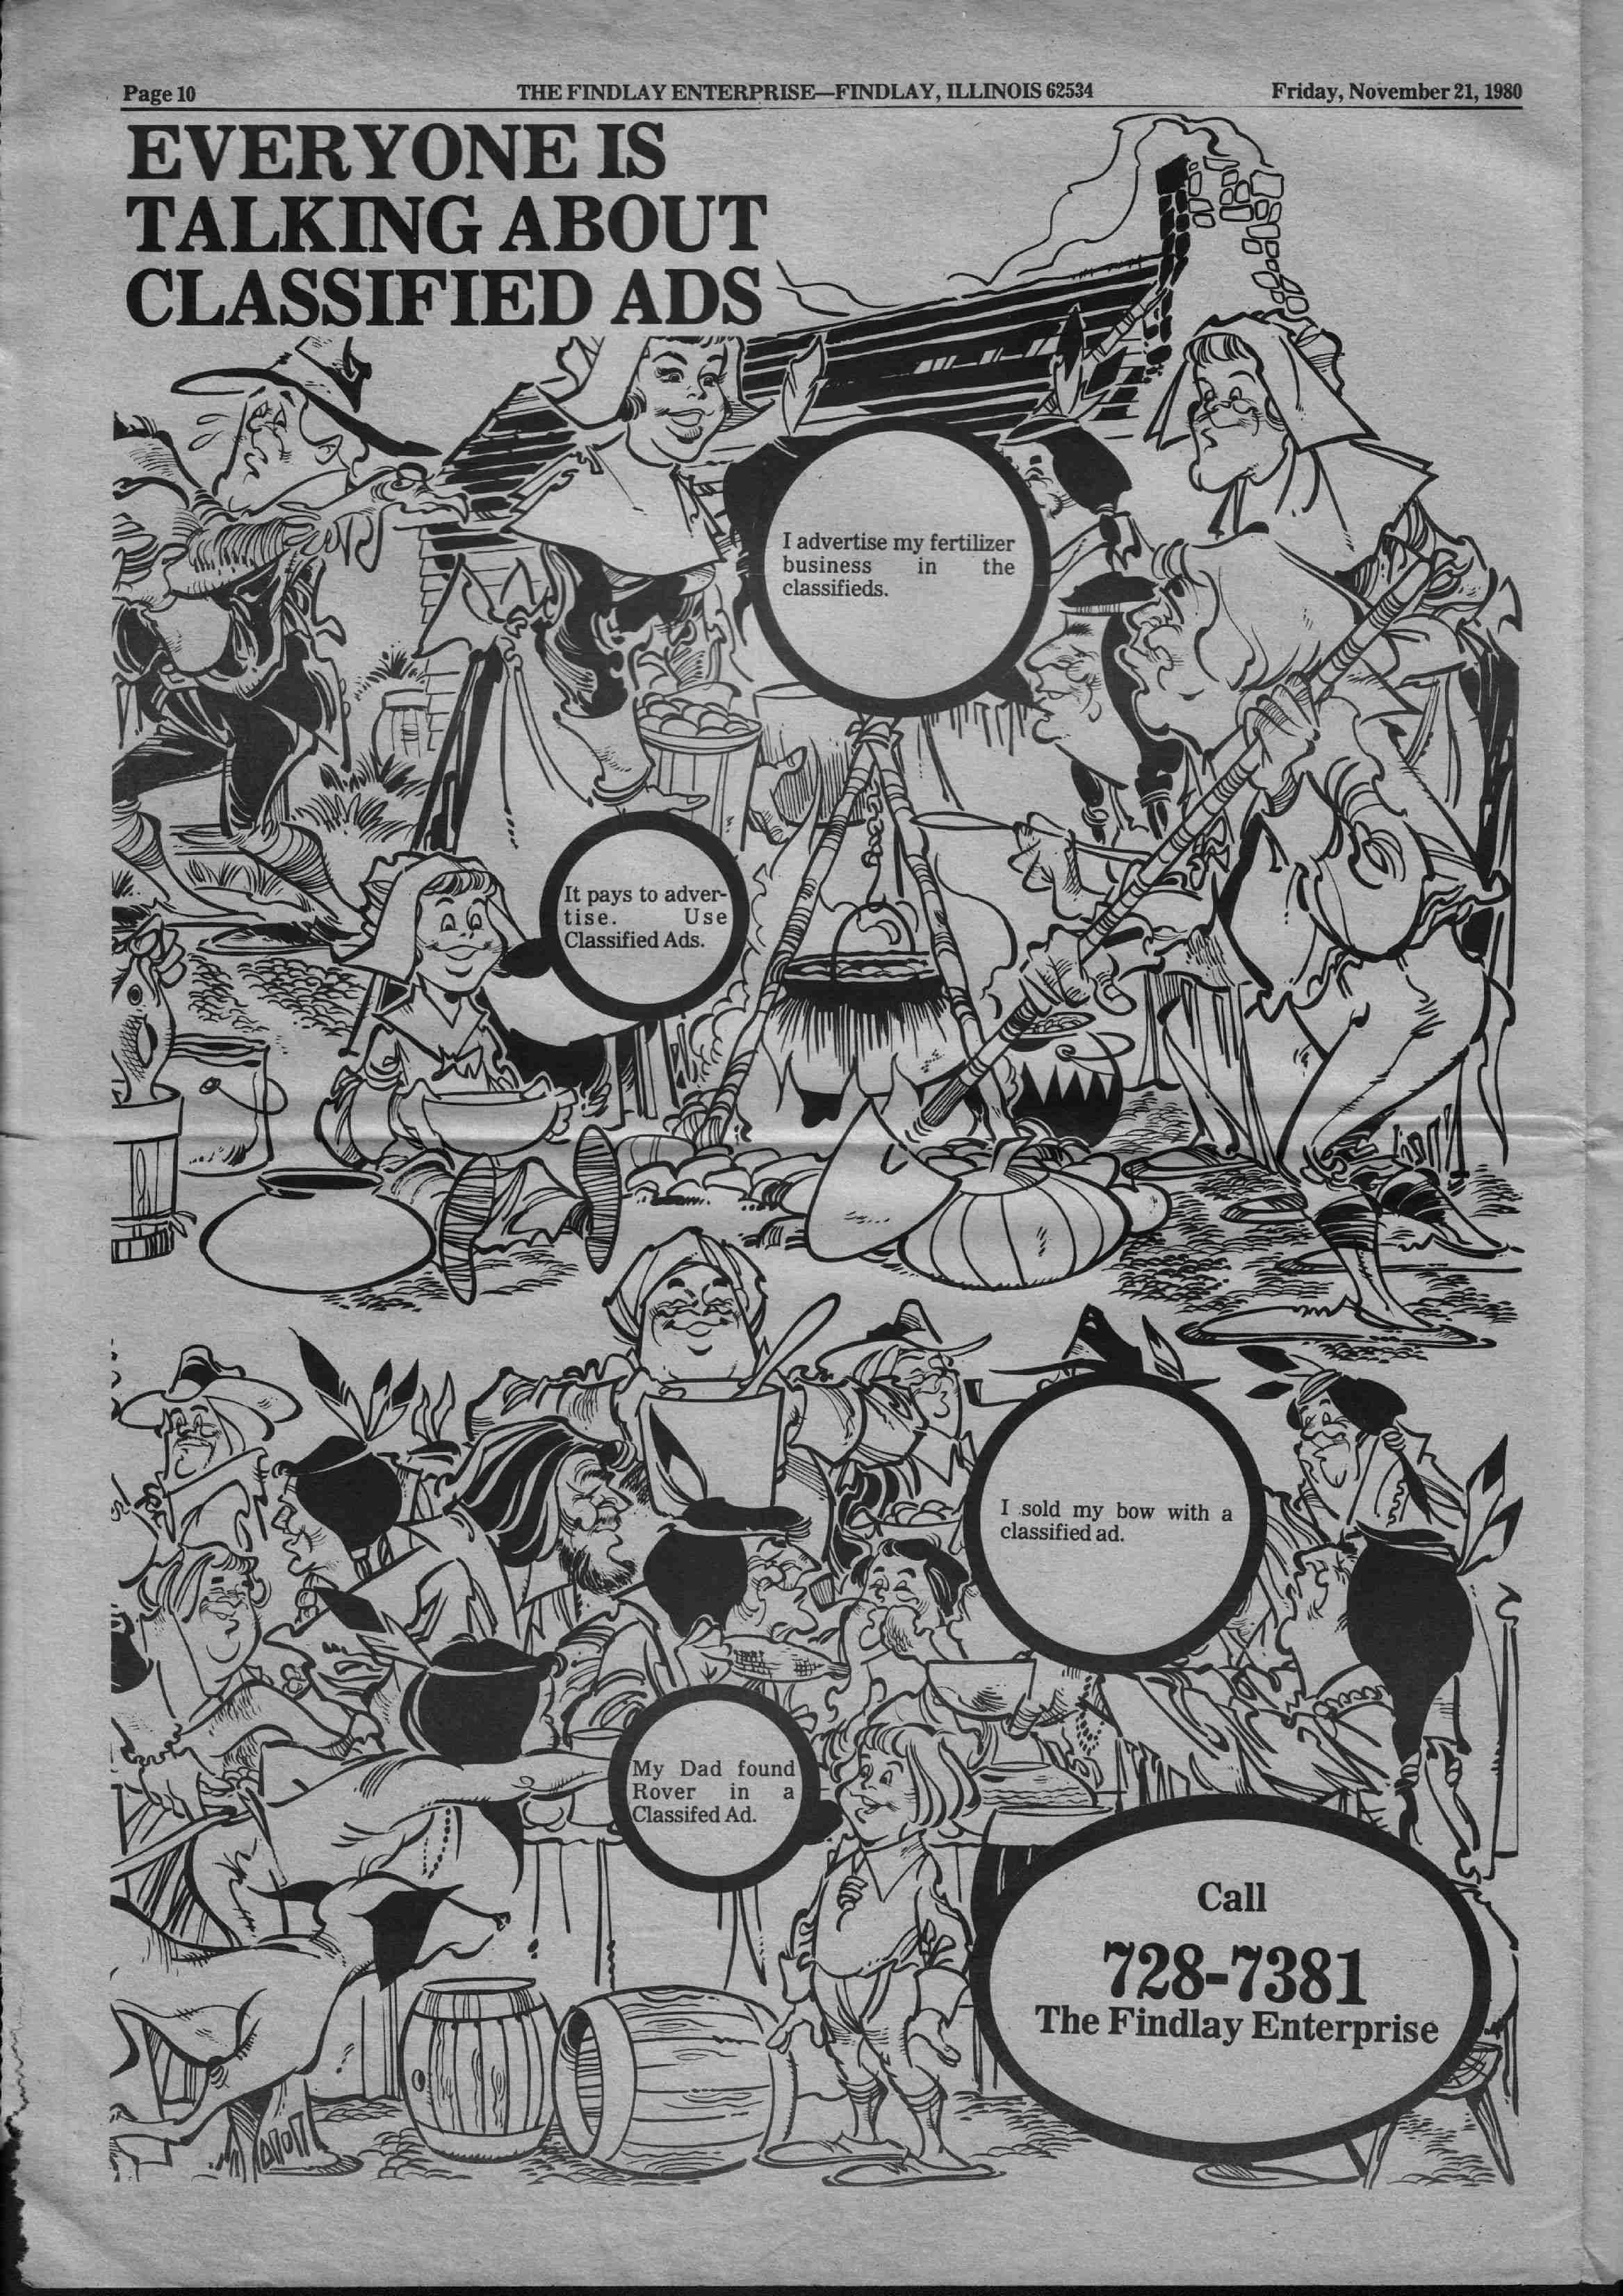 Page 10
THE FINDLAY ENTERPRISE—FINDLAY, ILLINOIS 62534
Friday, November 21, 1980
EVERYONE IS
TALKING ABOUT
CLASSIFIED ADS
I advertise my fertilizer
business in the
classifieds.
It pays to adver-
tise. Use
Classified Ads.
I sold my bow with a
classified ad.
My Dad found
Rover in a
Classifed Ad.
Call
728-7381
The Findlay Enterprise